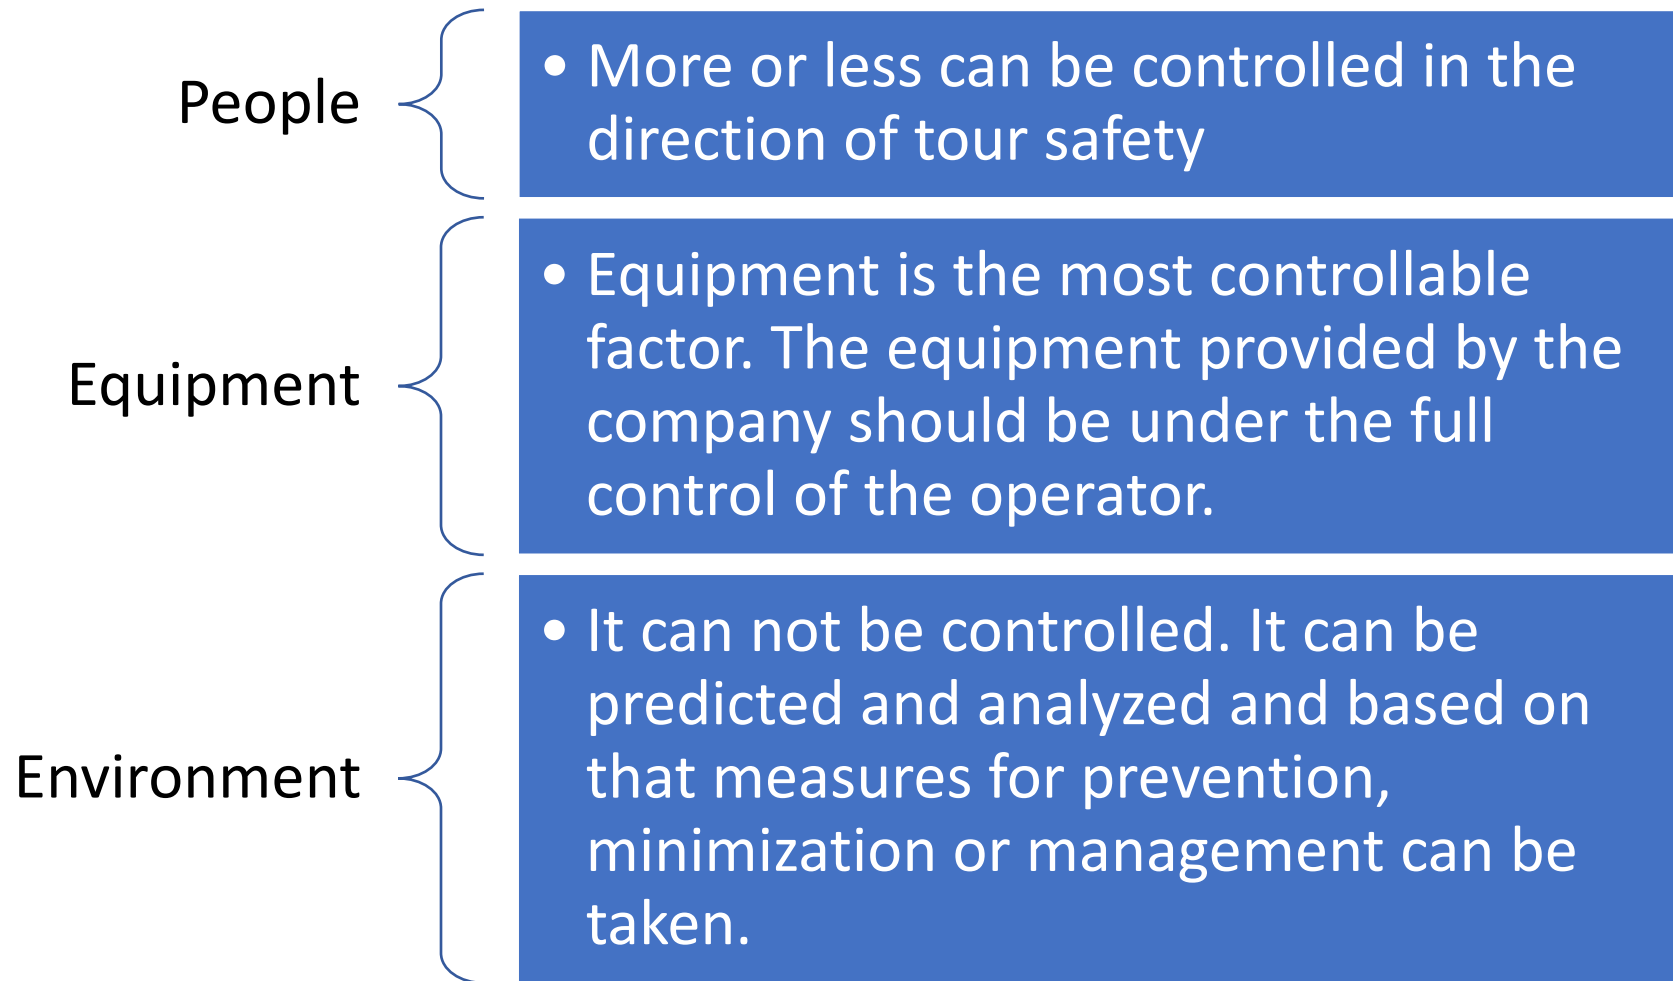 People
• More or less can be controlled in the
direction of tour safety
Equipment
• Equipment is the most controllable
factor. The equipment provided by the
company should be under the full
control of the operator.
Environment
• It can not be controlled. It can be
predicted and analyzed and based on
that measures for prevention,
minimization or management can be
taken.